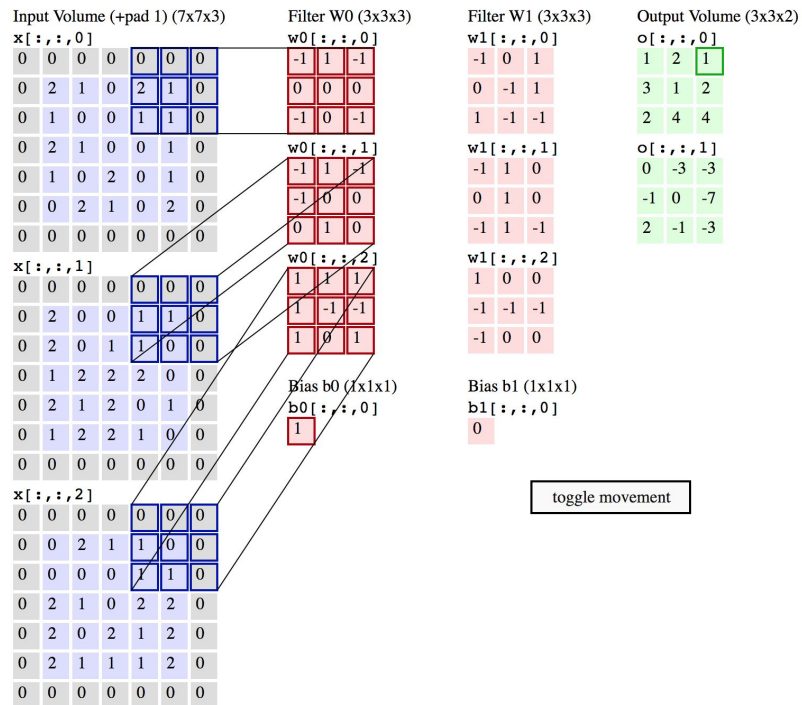 Input Volume (+pad 1) (7x7x3)
x[:,:,0]
0 0 0 0 0 0 0
0 2 1 0 2 1 0
0 1 0 0 1 1 0
0 2 1 0 0 1 0
0 1 0 2 0 1 0
0 0 2 1 0 2 0
0 0 0 0 0 0 0
x[:,:,1]
0 0 0 0 0 0 0
0 2 0 0 1 1 0
0 2 0 1 1 0 0
0 1 2 2 2 0 0
0 2 1 2 0 1 0
0 1 2 2 1 0 0
0 0 0 0 0 0 0
x[:,:,2]
0 0 0 0 0 0 0
0 0 2 1 1 0 0
0 0 0 0 1 1 0
0 2 1 0 2 2 0
0 2 0 2 1 2 0
0 2 1 1 1 2 0
0 0 0 0 0 0 0
Filter W0 (3x3x3)
w0[:,:,0]
-1 1 -1
0 0 0
-1 0 -1
w0[:,:,1]
-1 1 -1
-1 0 0
0 1 0
w0[:,:,2]
1 1 1
1 -1 -1
1 0 1
Bias b0 (1x1x1)
b0[:,:,0]
1
Filter W1 (3x3x3)
w1[:,:,0]
-1 0 1
-1 1 1
1 -1 -1
w1[:,:,1]
-1 1 0
0 1 0
-1 1 -1
w1[:,:,2]
1 0 0
-1 -1 -1
-1 0 0
Bias b1 (1x1x1)
b1[:,:,0]
0
Output Volume (3x3x2)
o[:,:,0]
1 2 1
3 1 2
2 4 4
o[:,:,1]
0 -3 -3
-1 0 -7
2 -1 -3
toggle movement